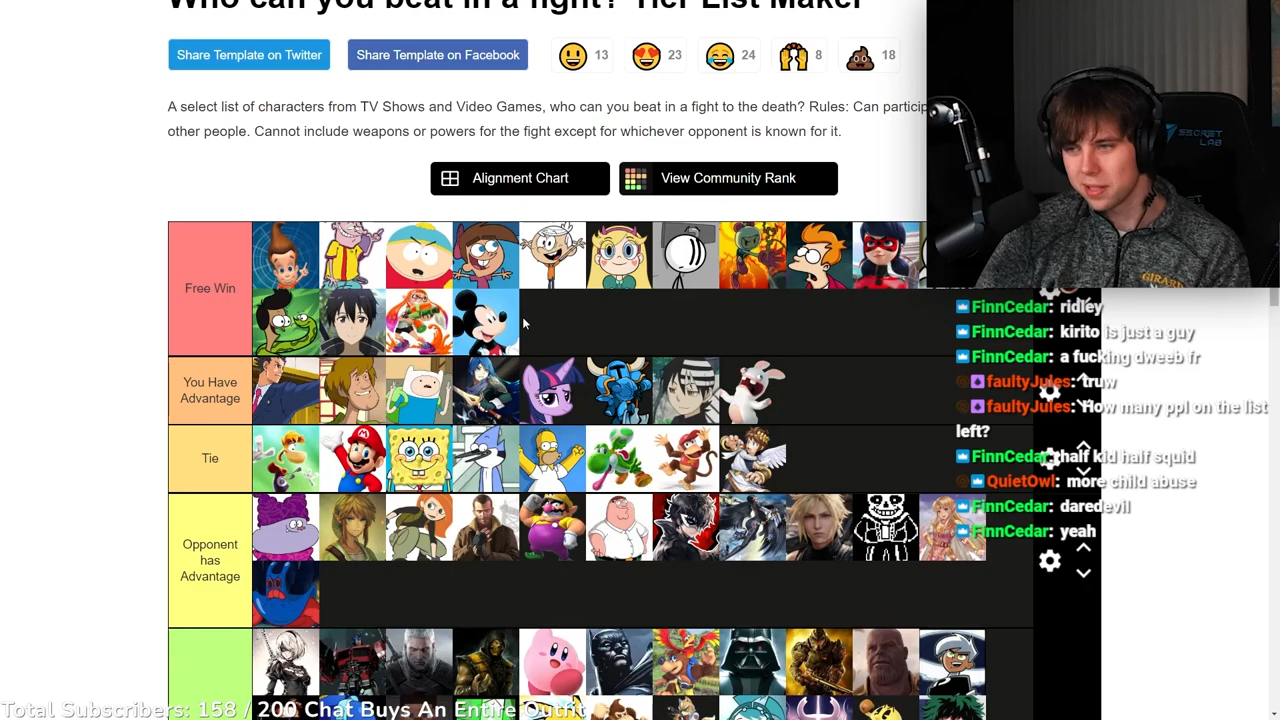 Who can you beat in a fight? Tier List Maker
Share Template on Twitter
Share Template on Facebook
13
23
24
8
18
A select list of characters from TV Shows and Video Games, who can you beat in a fight to the death? Rules: Can
other people. Cannot include weapons or powers for the fight except for whichever opponent is known for it.
Alignment Chart
View Community Rank
SECRET
LAB
GIRARD
Free Win
You Have
Advantage
Tie
Opponent
has
Advantage
FinnCedar: ridley
FinnCedar: kirito is just a guy
FinnCedar: a fucking dweeb fr
faultyJules: truw
faultyJules: How many ppl on the list
left?
FinnCedar: half kid half squid
QuietOwl: more child abuse
FinnCedar: daredevil
FinnCedar: yeah
Total Subscribers: 158 / 200 Chat Buys An Entire Outfit